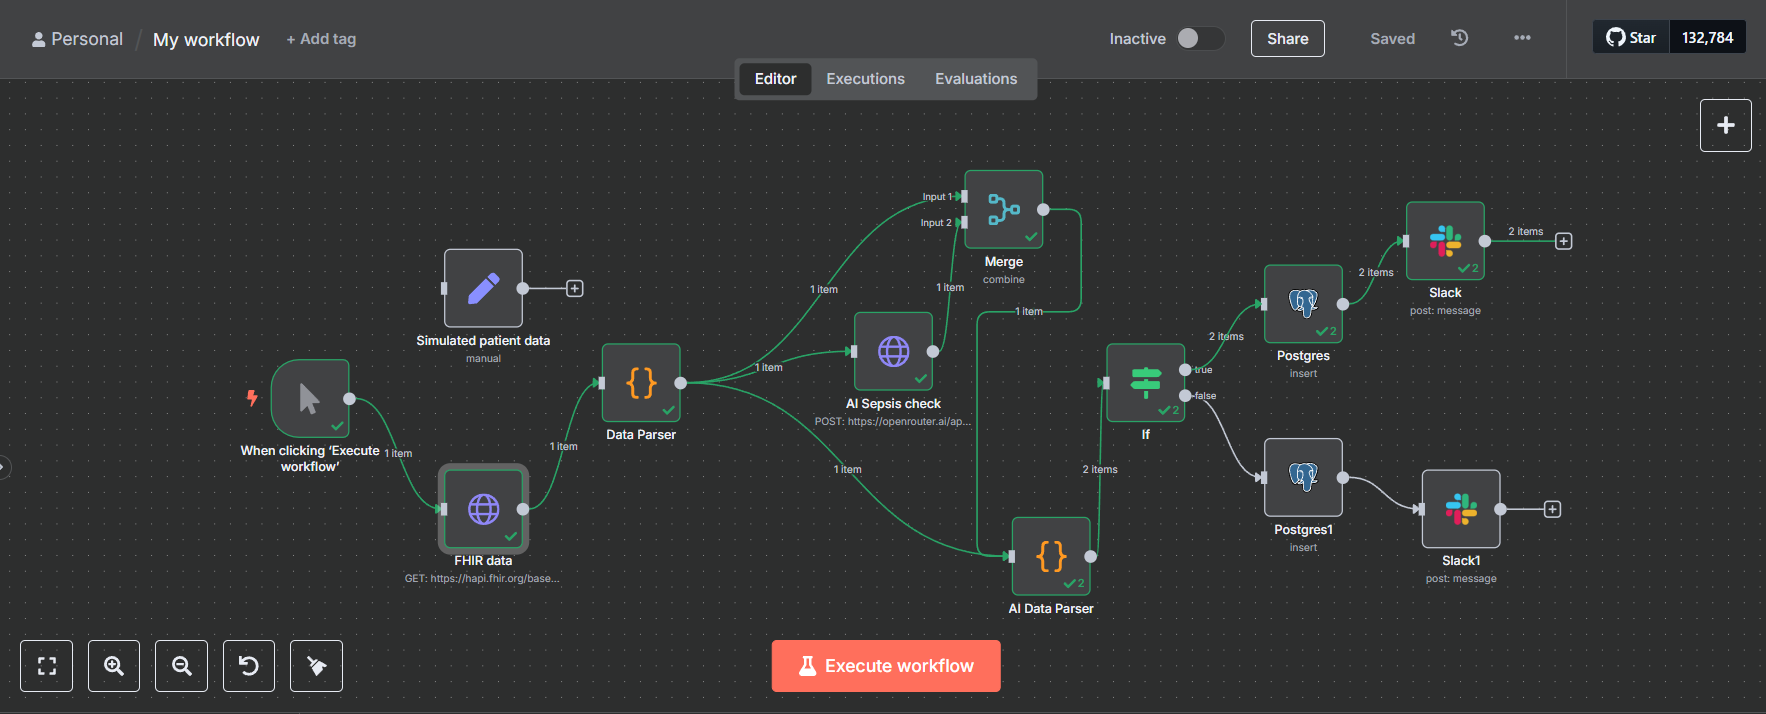 Personal / My workflow + Add tag
Inactive
Share
Saved
Star 132,784
Editor Executions Evaluations
Input 1
Input 2
Merge
combine
2 items
Slack
post: message
Simulated patient data
manual
1 item
1 item
1 item
2 items
2 items
Postgres
insert
true
false
If
1 item
AI Sepsis check
POST: https://openrouter.ai/ap...
Data Parser
When clicking ‘Execute
workflow’
1 item
1 item
1 item
2 items
FHIR data
GET: https://hapi.fhir.org/base...
AI Data Parser
Postgres1
insert
Slack1
post: message
2
2
2
2
Execute workflow